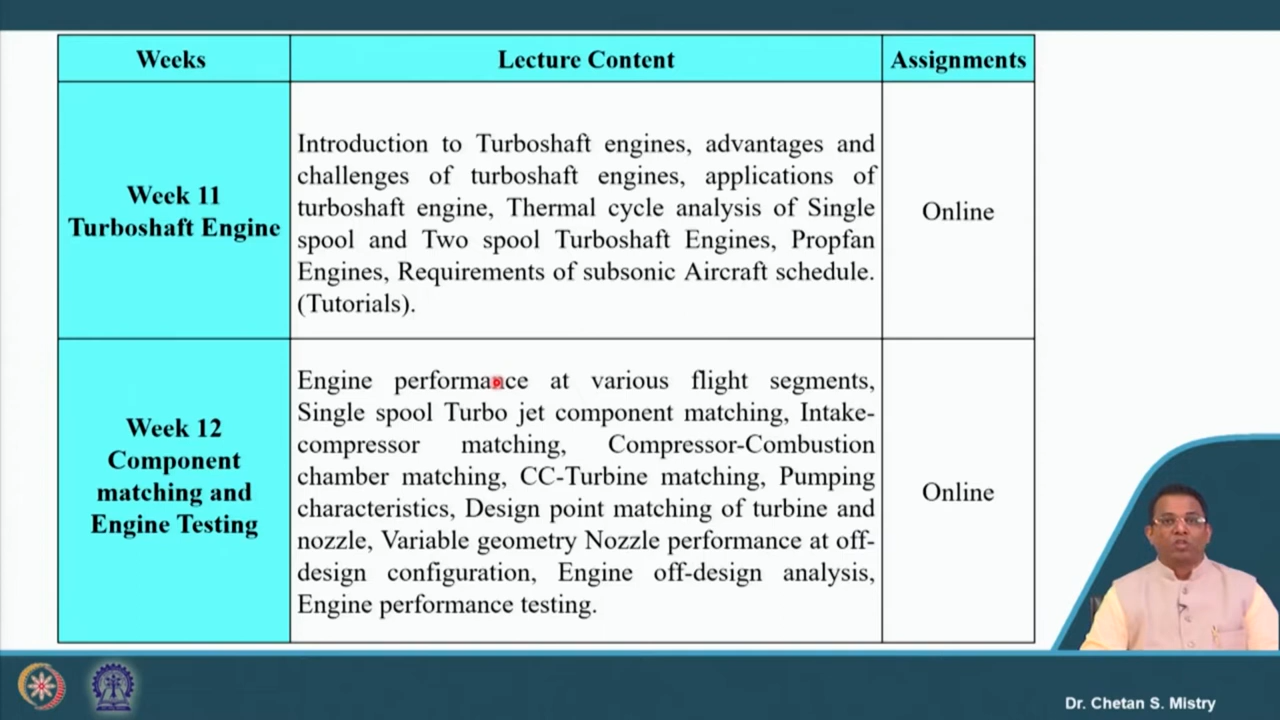 Weeks
Lecture Content
Assignments
Week 11
Turboshaft Engine
Introduction to Turboshaft engines, advantages and
challenges of turboshaft engines, applications of
turboshaft engine, Thermal cycle analysis of Single
spool and Two spool Turboshaft Engines, Propfan
Engines, Requirements of subsonic Aircraft schedule.
(Tutorials).
Online
Week 12
Component
matching and
Engine Testing
Engine performance at various flight segments,
Single spool Turbo jet component matching, Intake-
compressor matching, Compressor-Combustion
chamber matching, CC-Turbine matching, Pumping
characteristics, Design point matching of turbine and
nozzle, Variable geometry Nozzle performance at off-
design configuration, Engine off-design analysis,
Engine performance testing.
Online
Dr. Chetan S. Mistry